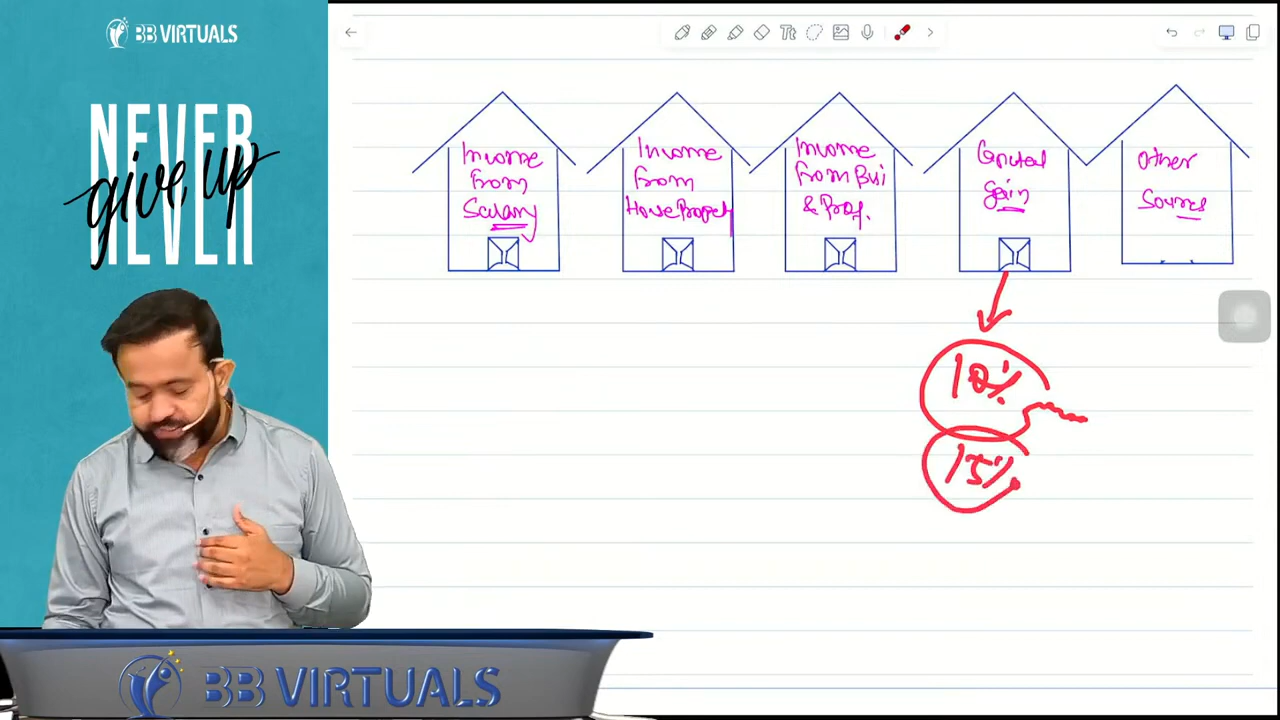 BB VIRTUALS
NEVER
give up
NEVER
Income
From
Salary
Income
From
House Property
Income
From Busi
& Prof.
Capital
Gain
Other
Source
10%
15%
BB VIRTUALS